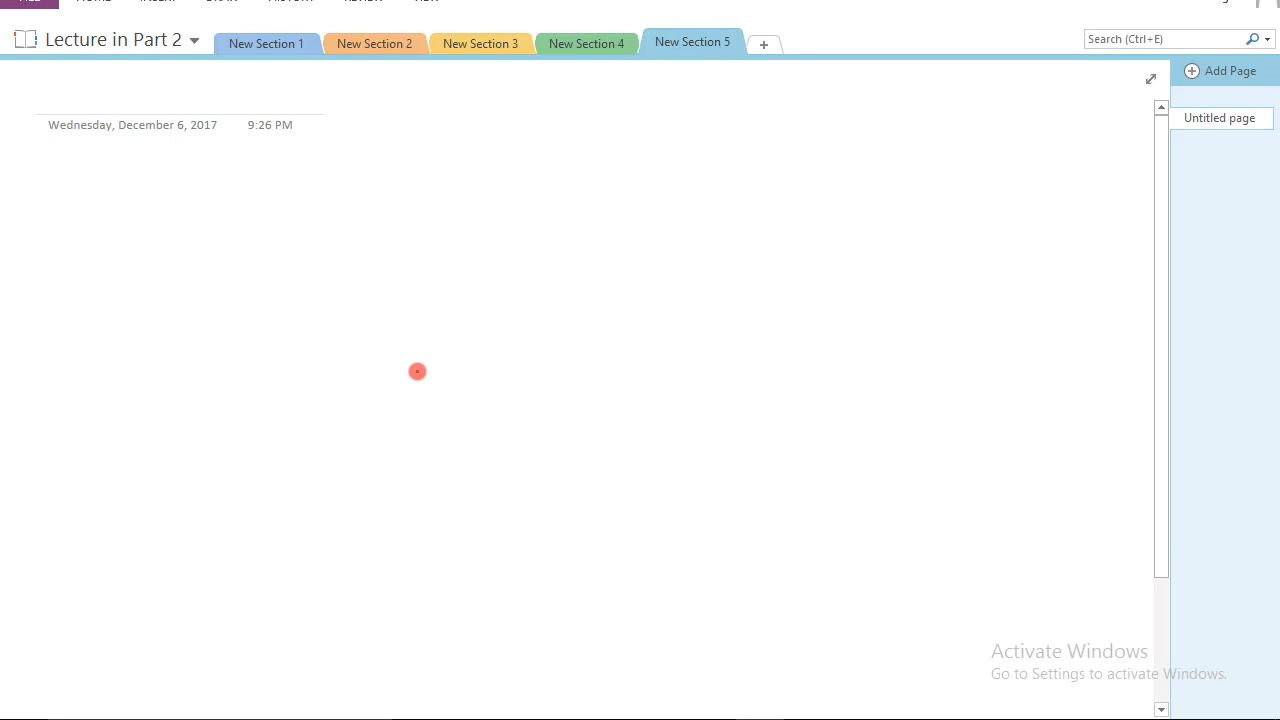 Lecture in Part 2
New Section 1
New Section 2
New Section 3
New Section 4
New Section 5
Search (Ctrl+E)
Add Page
Wednesday, December 6, 2017 9:26 PM
Untitled page
Activate Windows
Go to Settings to activate Windows.